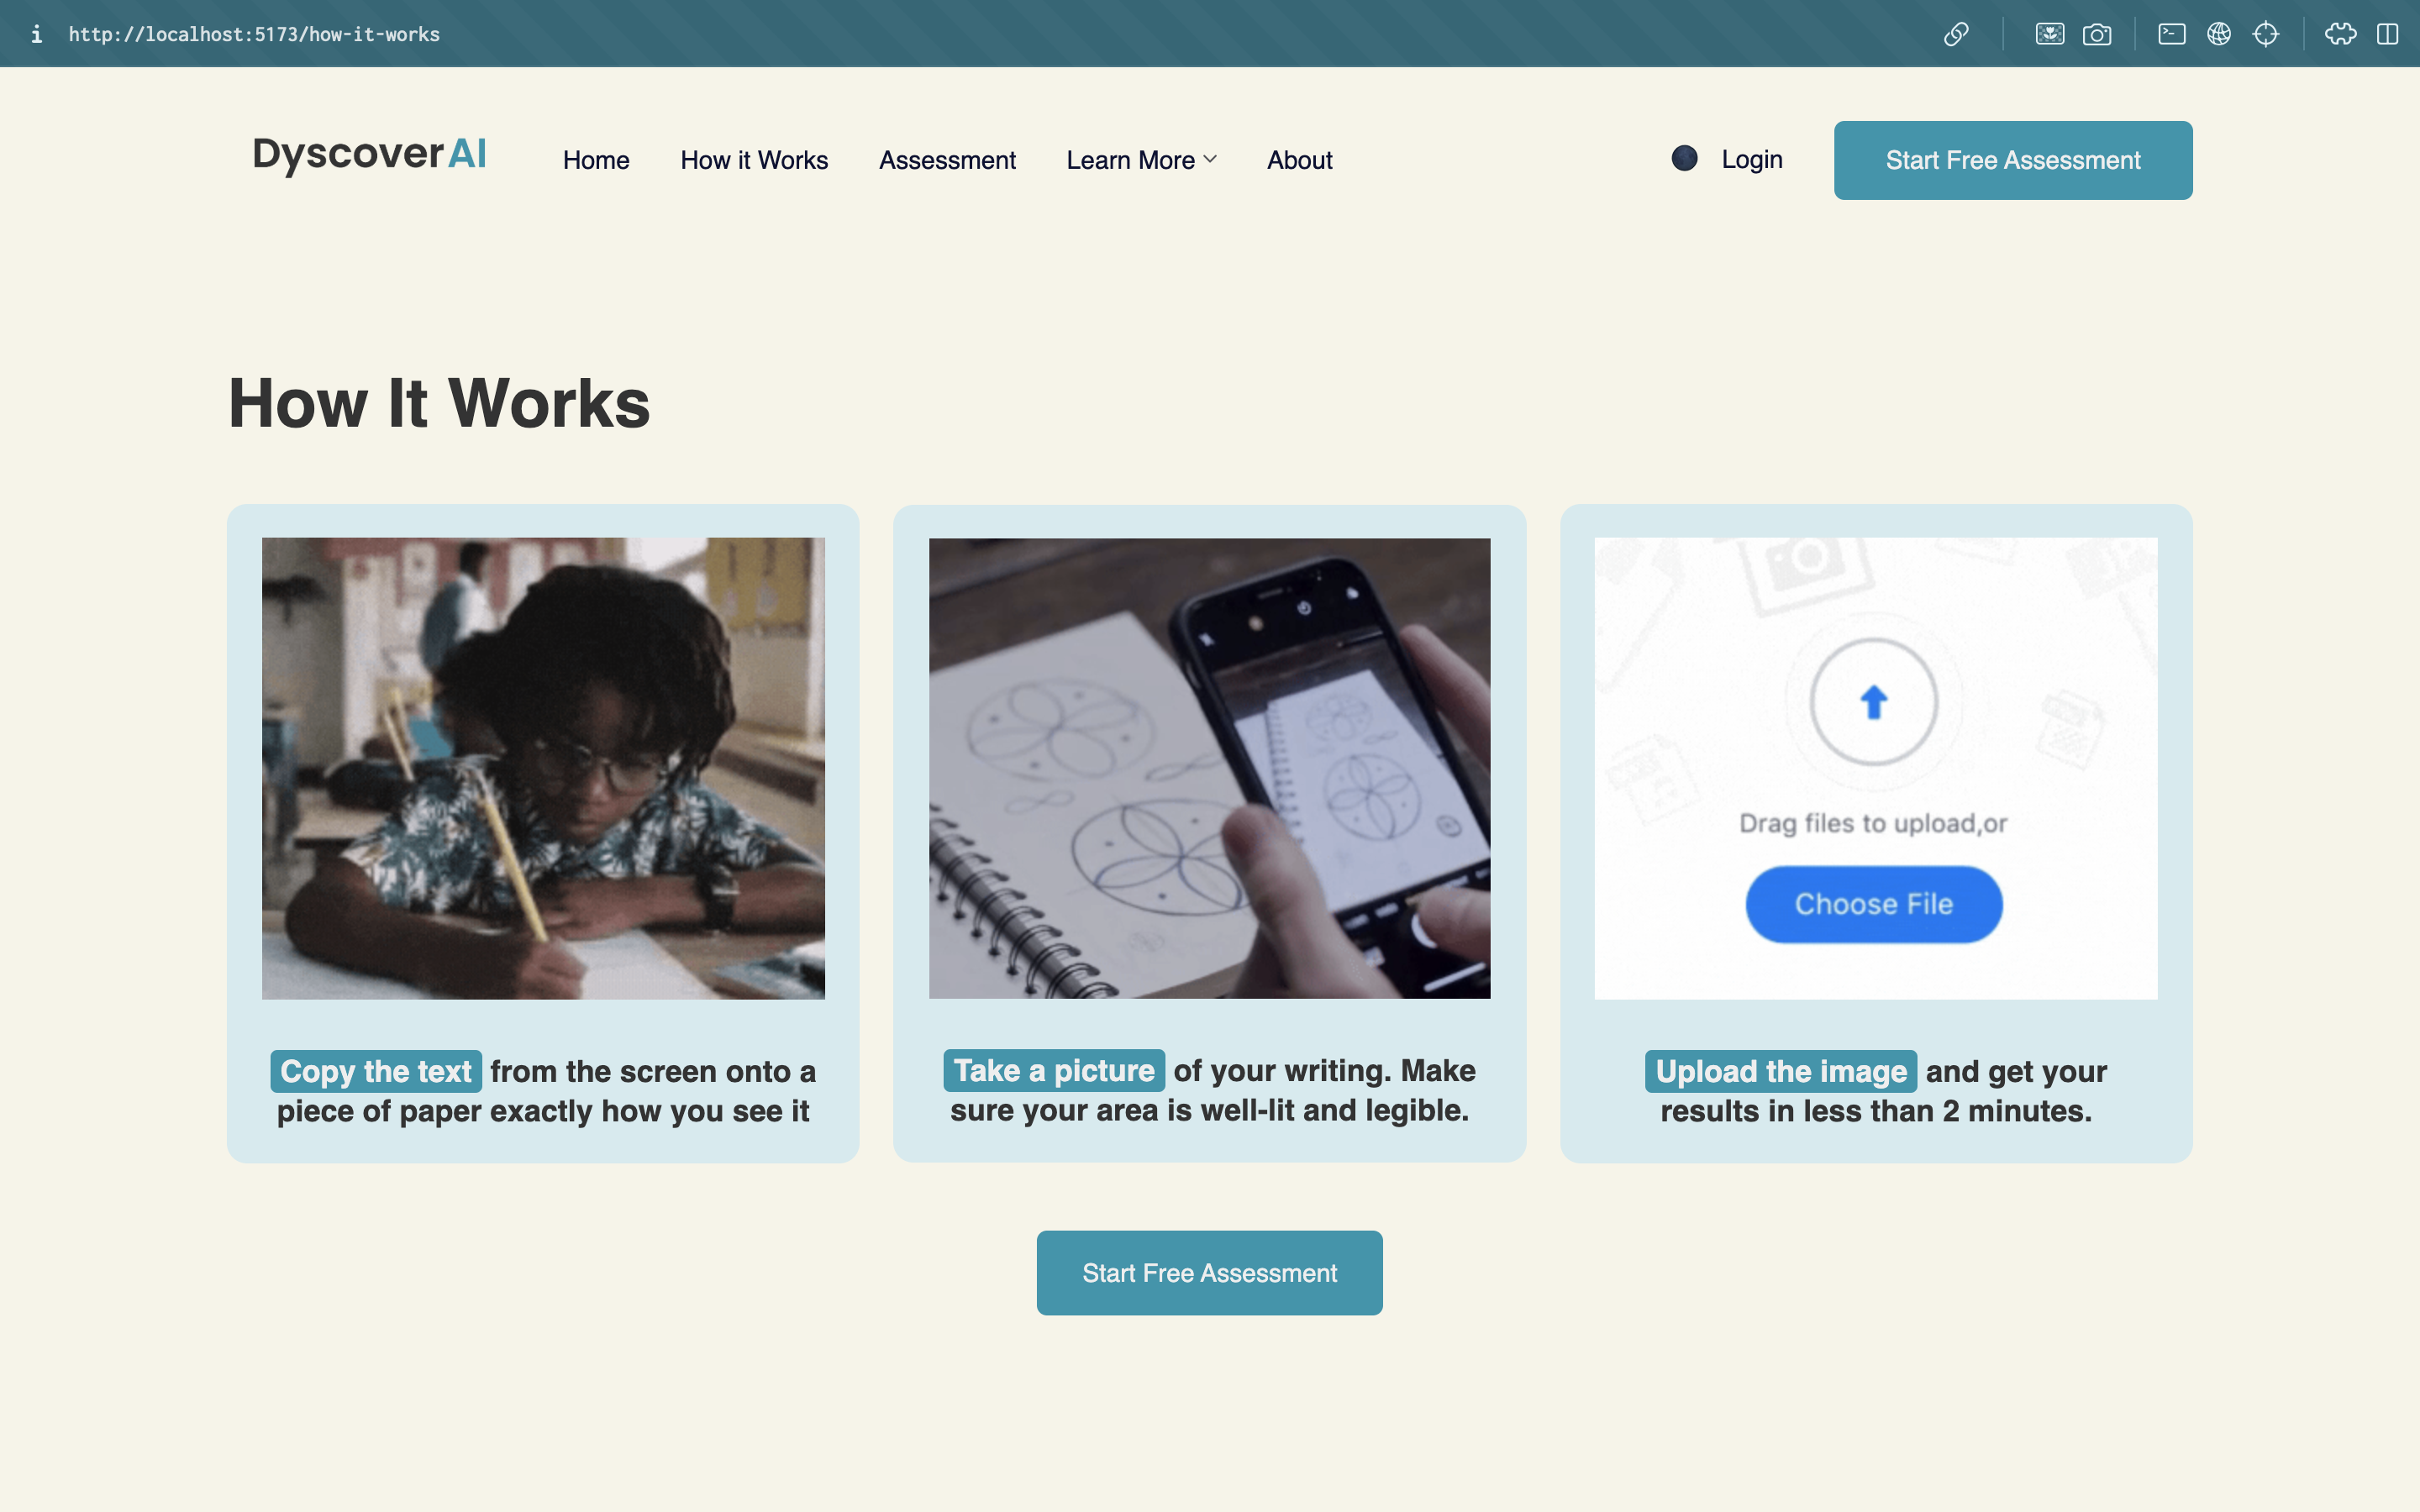 http://localhost:5173/how-it-works
DyscoverAI
Home
How it Works
Assessment
Learn More
About
Login
Start Free Assessment
How It Works
Drag files to upload,or
Choose File
Copy the text from the screen onto a
piece of paper exactly how you see it
Take a picture of your writing. Make
sure your area is well-lit and legible.
Upload the image and get your
results in less than 2 minutes.
Start Free Assessment